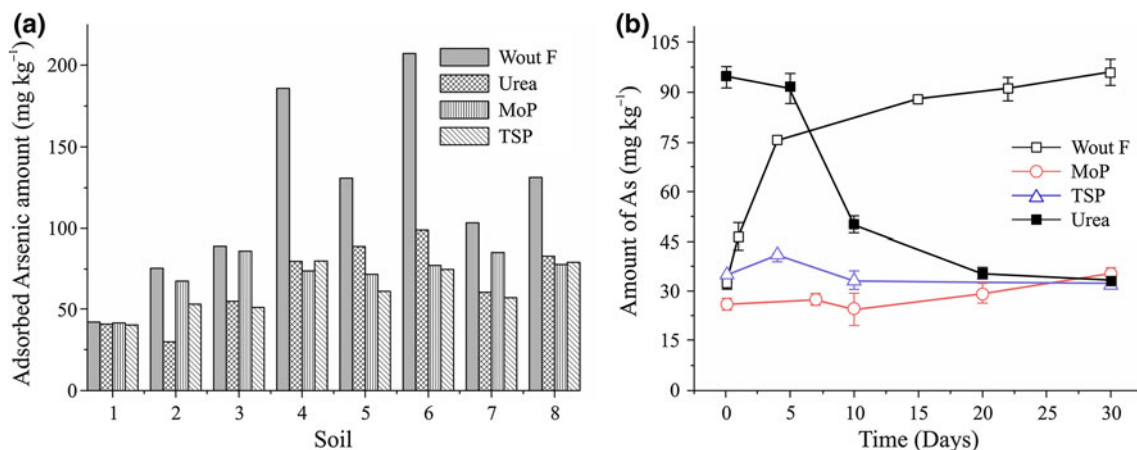 (a)
Adsorbed Arsenic amount (mg kg⁻¹)
200
150
100
50
0
Wout F
Urea
MoP
TSP
1 2 3 4 5 6 7 8
Soil
(b)
Amount of As (mg kg⁻¹)
105
90
75
60
45
30
15
0
Wout F
MoP
TSP
Urea
0 5 10 15 20 25 30
Time (Days)